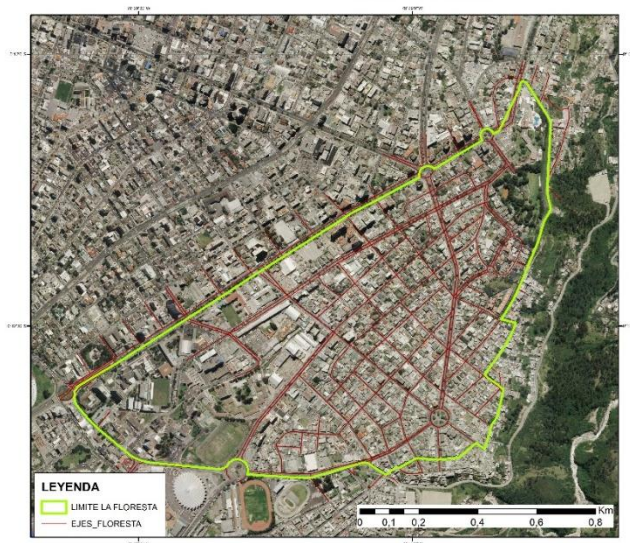 LEYENDA
LIMITE LA FLORESTA
EJES_FLORESTA
Km
0 0,1 0,2 0,4 0,6 0,8